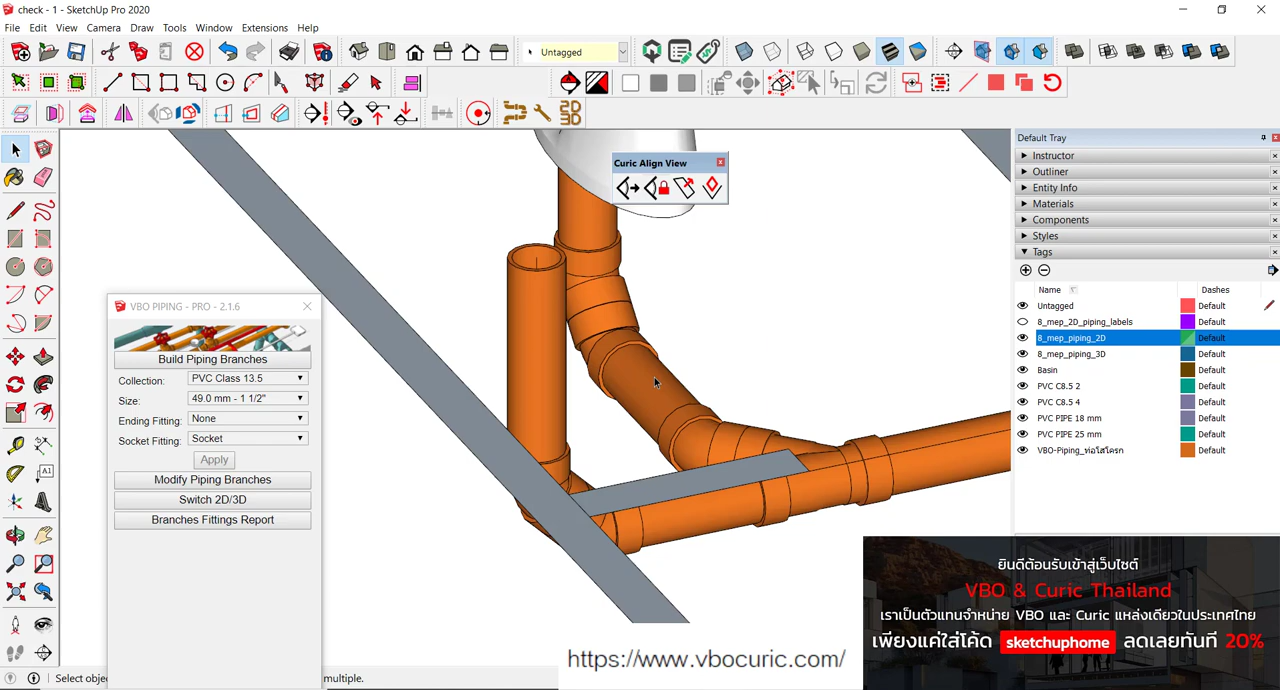 check - 1 - SketchUp Pro 2020
File Edit View Camera Draw Tools Window Extensions Help
Untagged
Default Tray
Instructor
Outliner
Entity Info
Materials
Components
Styles
Tags
Name Dashes
Untagged Default
8_mep_2D_piping_labels Default
8_mep_piping_2D Default
8_mep_piping_3D Default
Basin Default
PVC C8.5 2 Default
PVC C8.5 4 Default
PVC PIPE 18 mm Default
PVC PIPE 25 mm Default
VBO-Piping_ท่อโสโครก Default
Curic Align View
2D
3D
A1
VBO PIPING - PRO - 2.1.6
Build Piping Branches
Collection: PVC Class 13.5
Size: 49.0 mm - 1 1/2"
Ending Fitting: None
Socket Fitting: Socket
Apply
Modify Piping Branches
Switch 2D/3D
Branches Fittings Report
Select obje
multiple.
https://www.vbocuric.com/
ยินดีต้อนรับเข้าสู่เว็บไซต์
VBO & Curic Thailand
เราเป็นตัวแทนจำหน่าย VBO และ Curic แหล่งเดียวในประเทศไทย
เพียงแค่ใส่โค้ด sketchuphome ลดเลยทันที 20%